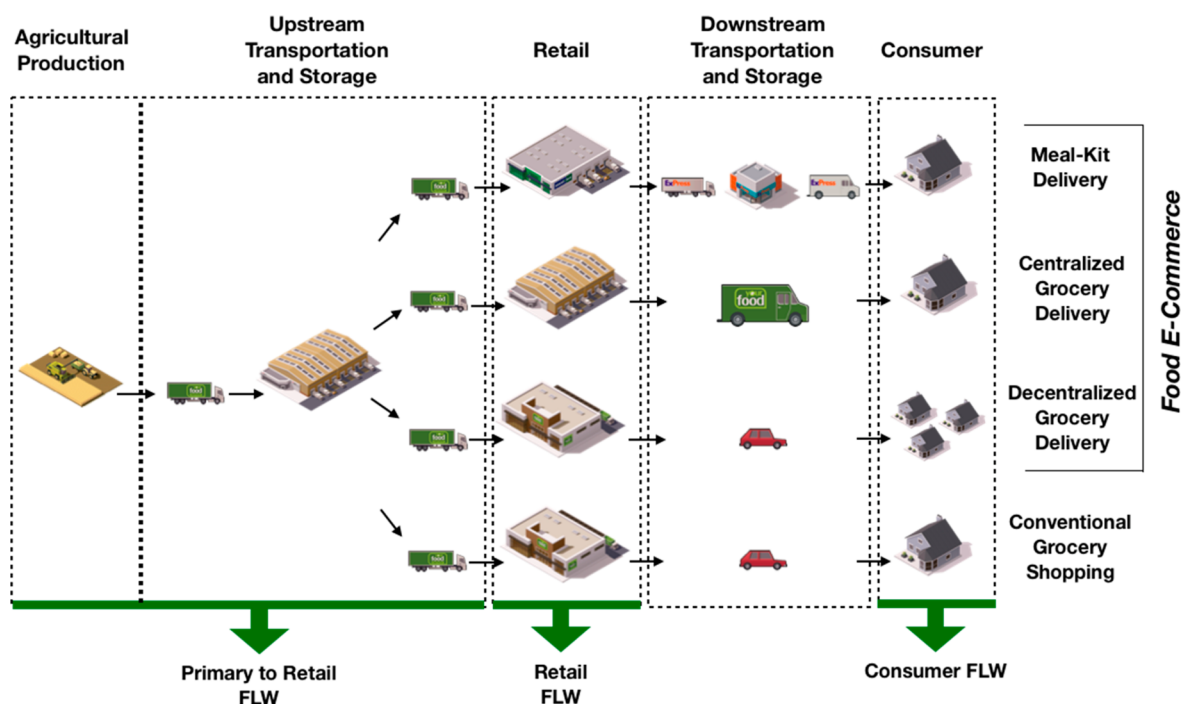 Agricultural
Production
Upstream
Transportation
and Storage
Retail
Downstream
Transportation
and Storage
Consumer
ExPress
ExPress
Meal-Kit
Delivery
food
food
food
Centralized
Grocery
Delivery
food
food
Decentralized
Grocery
Delivery
food
Conventional
Grocery
Shopping
Food E-Commerce
Primary to Retail
FLW
Retail
FLW
Consumer FLW